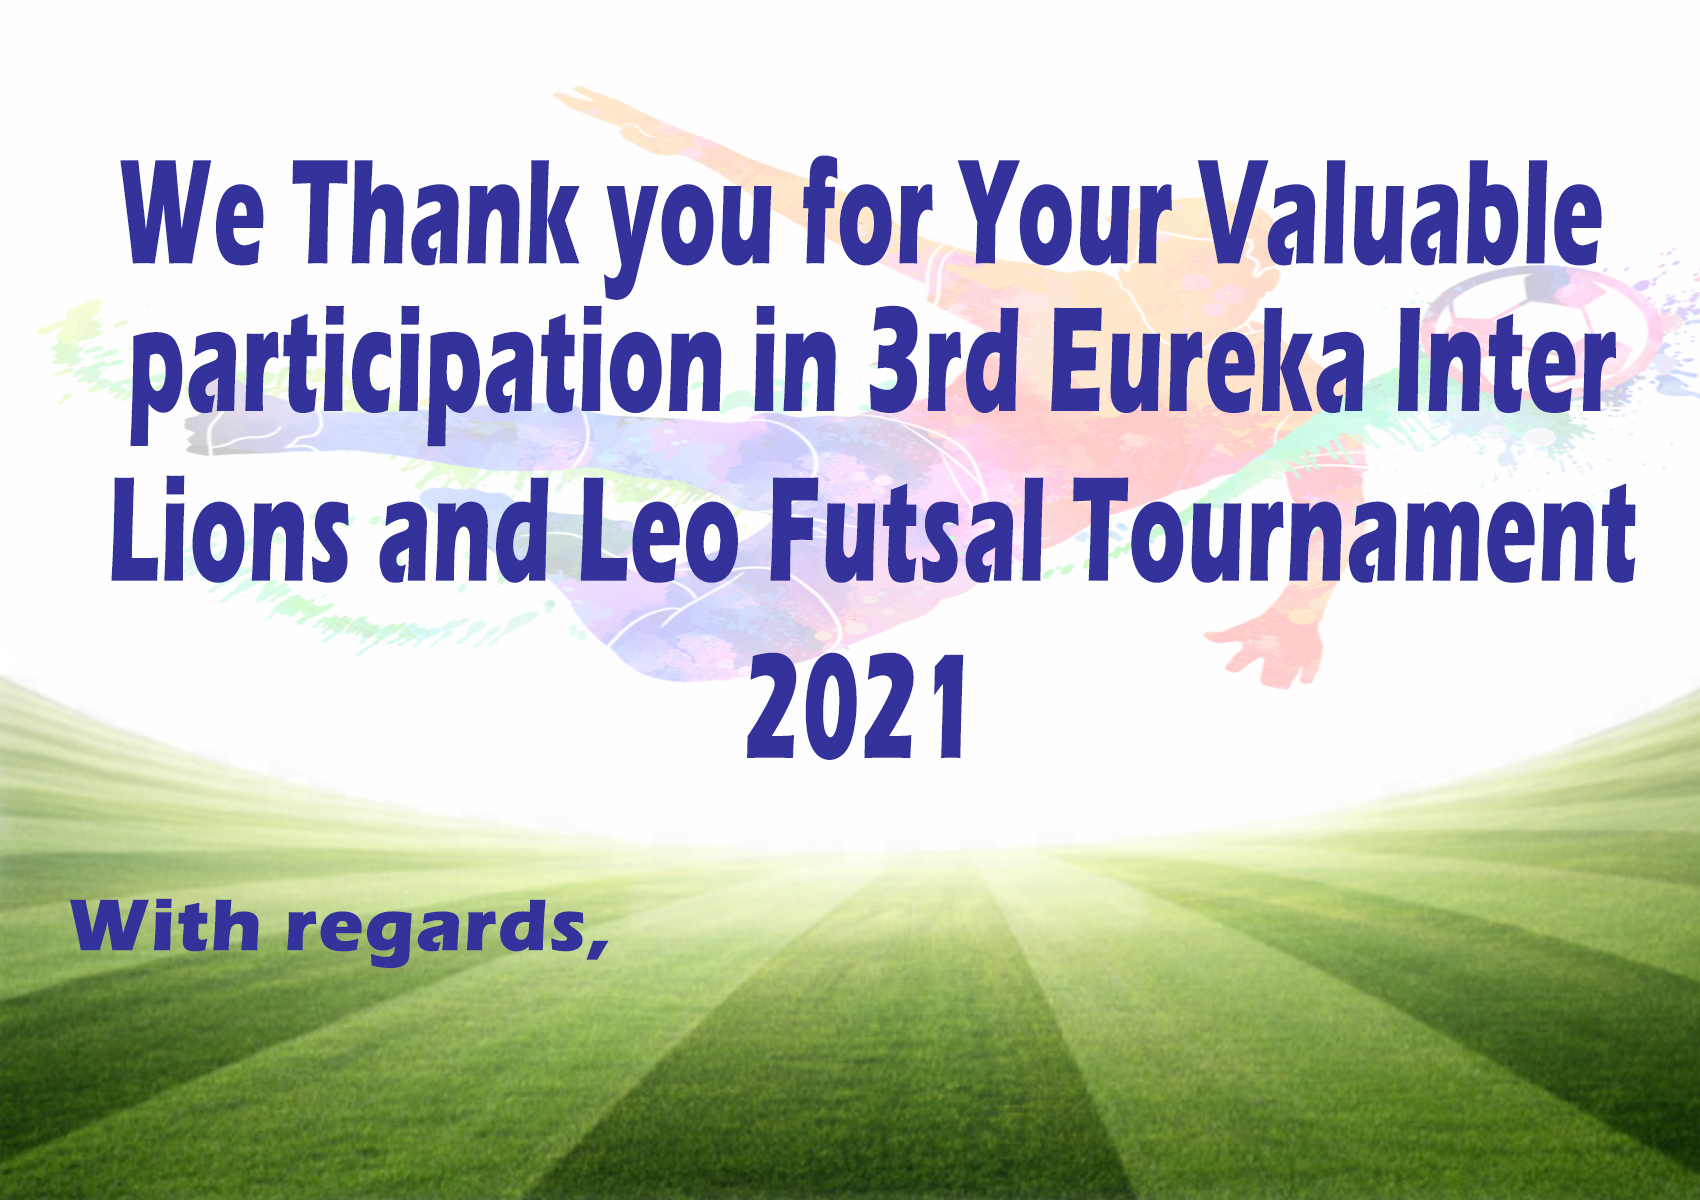 We Thank you for Your Valuable
participation in 3rd Eureka Inter
Lions and Leo Futsal Tournament
2021
With regards,